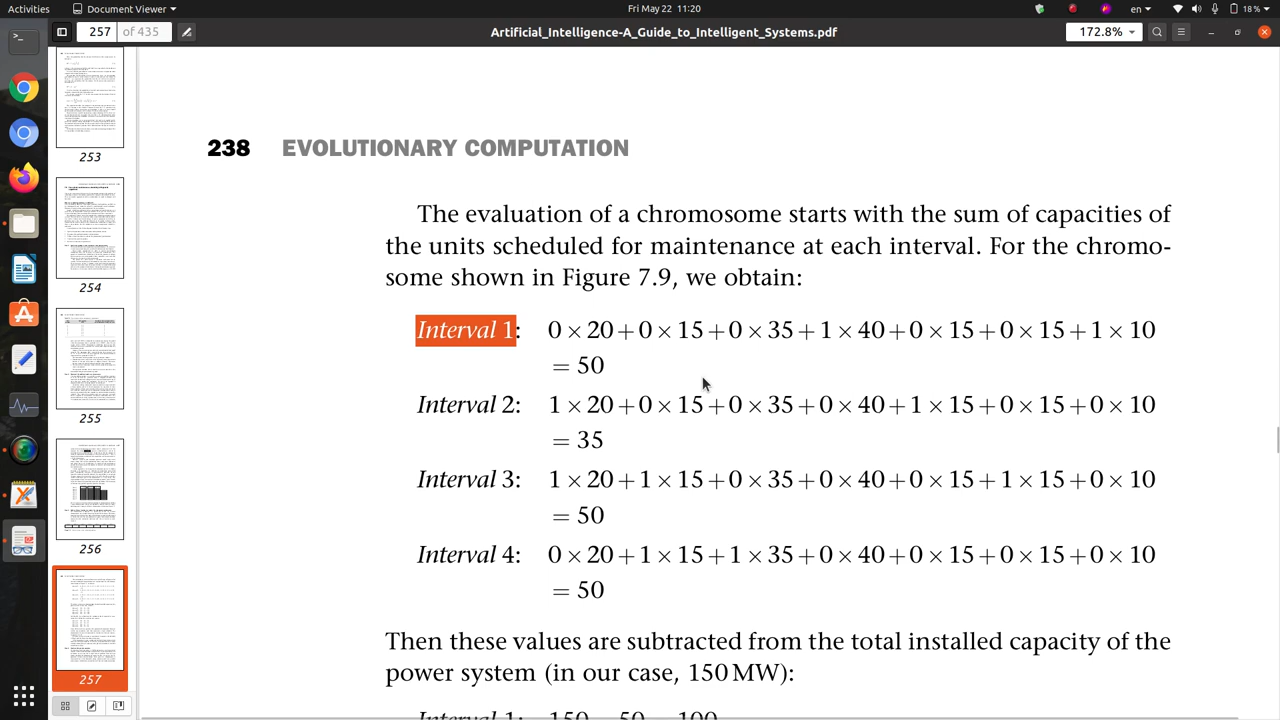 Activities
Document Viewer
Fri May 22 11:20
en
18 %
257
of 435
Artificial_Intelligence-A_Guide_to_Intelligent_Systems.pdf
172.8%
253
254
255
256
257
238 EVOLUTIONARY COMPUTATION
The evaluation of a chromosome starts with the sum of capacities of
the units scheduled for maintenance at each interval. For the chromo-
some shown in Figure 7.9, we obtain:
Interval 1: 0 × 20 + 0 × 15 + 0 × 35 + 1 × 40 + 0 × 15 + 0 × 15 + 1 × 10
= 50
Interval 2: 1 × 20 + 0 × 15 + 0 × 35 + 0 × 40 + 1 × 15 + 0 × 15 + 0 × 10
= 35
Interval 3: 1 × 20 + 1 × 15 + 0 × 35 + 0 × 40 + 0 × 15 + 1 × 15 + 0 × 10
= 50
Interval 4: 0 × 20 + 1 × 15 + 1 × 35 + 0 × 40 + 0 × 15 + 0 × 15 + 0 × 10
= 50
Then these values are subtracted from the total installed capacity of the
power system (in our case, 150 MW):
Interval 1: 150 − 50 = 100